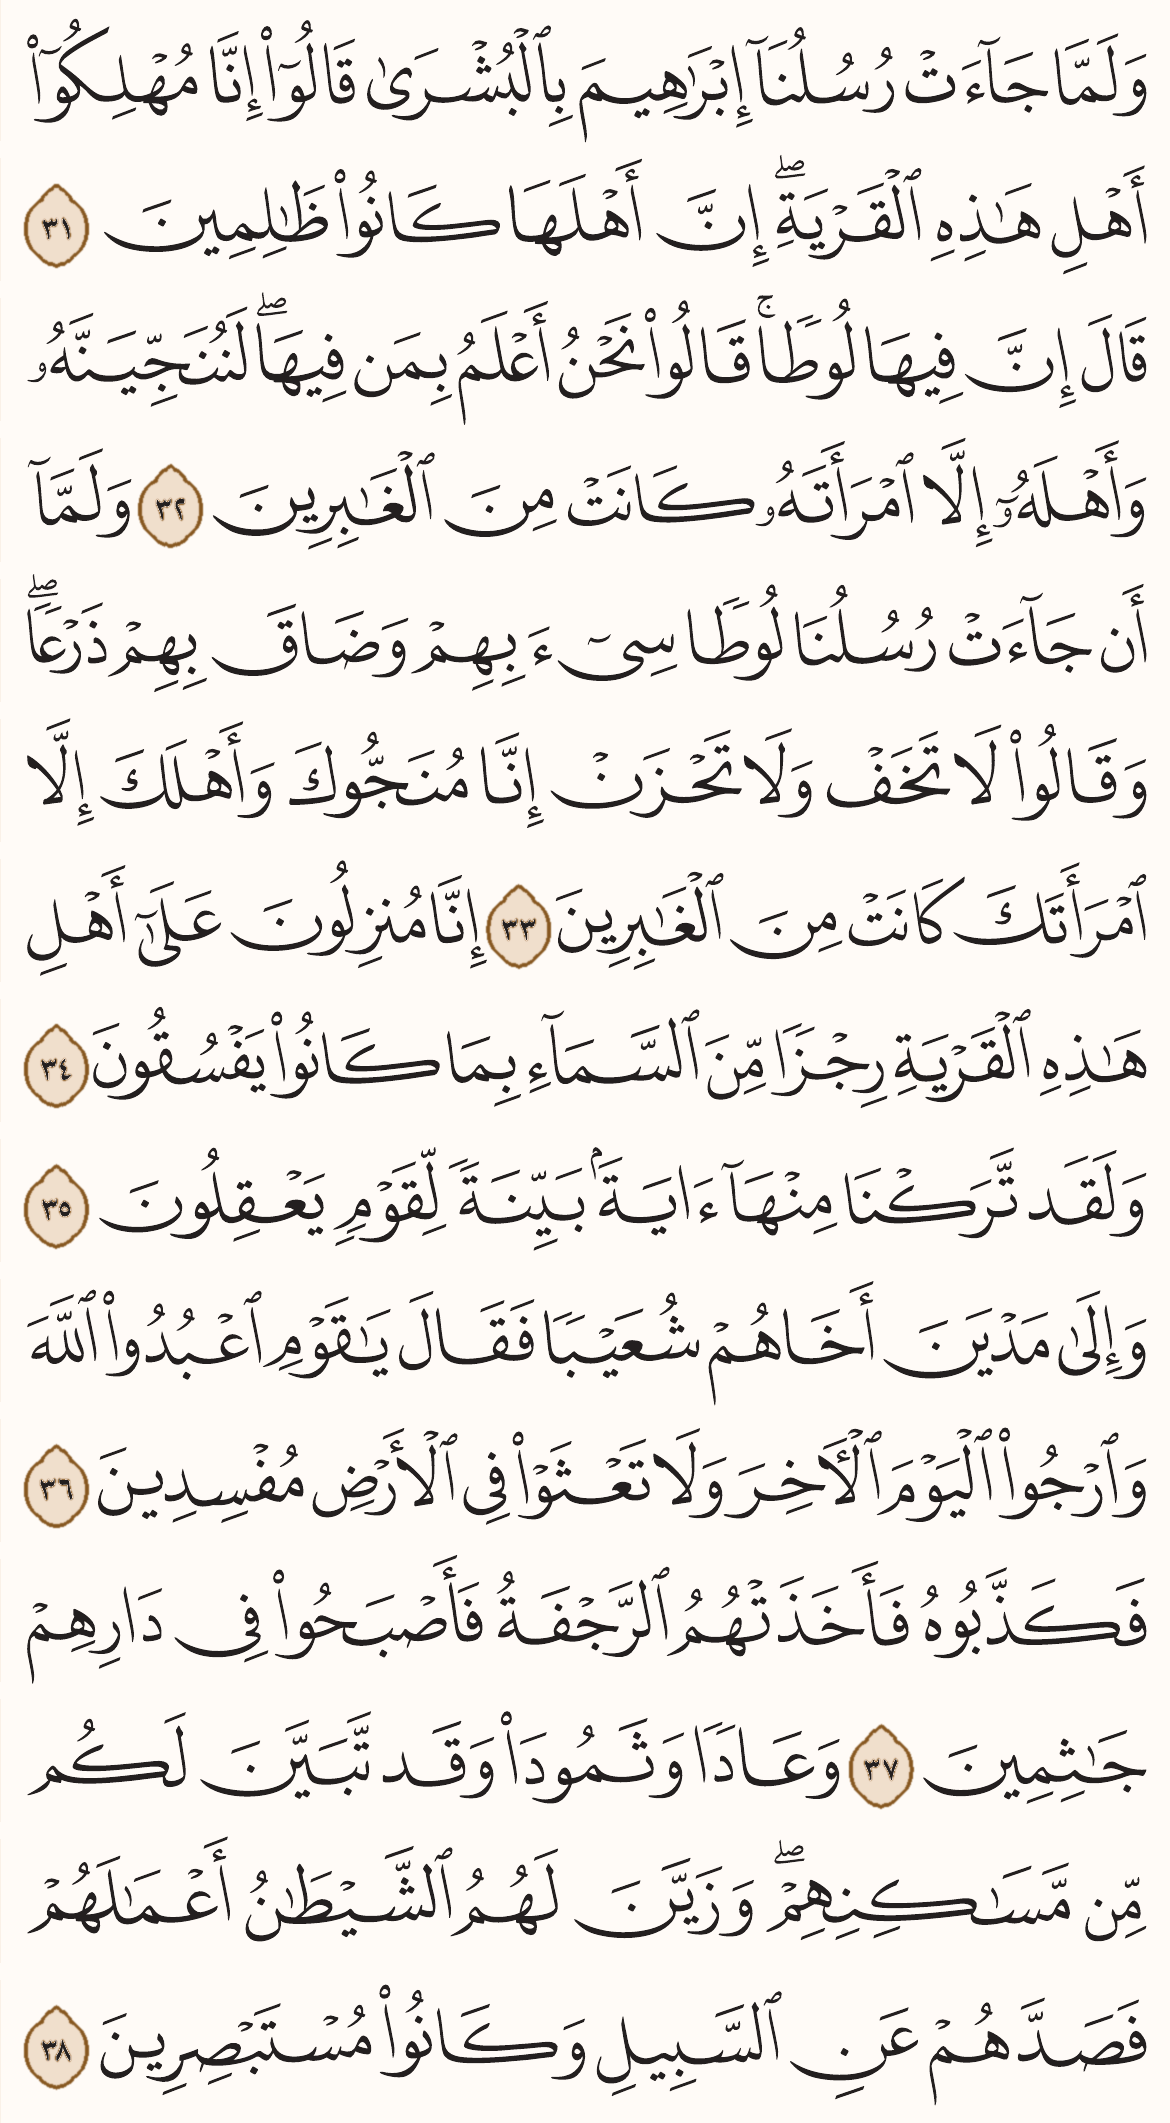 وَلَمَّا جَآءَتْ رُسُلُنَآ إِبْرَٰهِيمَ بِٱلْبُشْرَىٰ قَالُوٓا۟ إِنَّا مُهْلِكُوٓا۟
أَهْلِ هَـٰذِهِ ٱلْقَرْيَةِ ۖ إِنَّ أَهْلَهَا كَانُوا۟ ظَـٰلِمِينَ ٣١
قَالَ إِنَّ فِيهَا لُوطًا ۚ قَالُوا۟ نَحْنُ أَعْلَمُ بِمَن فِيهَا ۖ لَنُنَجِّيَنَّهُۥ
وَأَهْلَهُۥٓ إِلَّا ٱمْرَأَتَهُۥ كَانَتْ مِنَ ٱلْغَـٰبِرِينَ ٣٢ وَلَمَّآ
أَن جَآءَتْ رُسُلُنَا لُوطًا سِىٓءَ بِهِمْ وَضَاقَ بِهِمْ ذَرْعًا ۖ
وَقَالُوا۟ لَا تَخَفْ وَلَا تَحْزَنْ إِنَّا مُنَجُّوكَ وَأَهْلَكَ إِلَّا
ٱمْرَأَتَكَ كَانَتْ مِنَ ٱلْغَـٰبِرِينَ ٣٣ إِنَّا مُنزِلُونَ عَلَىٰٓ أَهْلِ
هَـٰذِهِ ٱلْقَرْيَةِ رِجْزًا مِّنَ ٱلسَّمَآءِ بِمَا كَانُوا۟ يَفْسُقُونَ ٣٤
وَلَقَد تَّرَكْنَا مِنْهَآ ءَايَةًۢ بَيِّنَةً لِّقَوْمٍ يَعْقِلُونَ ٣٥
وَإِلَىٰ مَدْيَنَ أَخَاهُمْ شُعَيْبًا فَقَالَ يَـٰقَوْمِ ٱعْبُدُوا۟ ٱللَّهَ
وَٱرْجُوا۟ ٱلْيَوْمَ ٱلْـَٔاخِرَ وَلَا تَعْثَوْا۟ فِى ٱلْأَرْضِ مُفْسِدِينَ ٣٦
فَكَذَّبُوهُ فَأَخَذَتْهُمُ ٱلرَّجْفَةُ فَأَصْبَحُوا۟ فِى دَارِهِمْ
جَـٰثِمِينَ ٣٧ وَعَادًا وَثَمُودَا۟ وَقَد تَّبَيَّنَ لَكُم
مِّن مَّسَـٰكِنِهِمْ ۖ وَزَيَّنَ لَهُمُ ٱلشَّيْطَـٰنُ أَعْمَـٰلَهُمْ
فَصَدَّهُمْ عَنِ ٱلسَّبِيلِ وَكَانُوا۟ مُسْتَبْصِرِينَ ٣٨